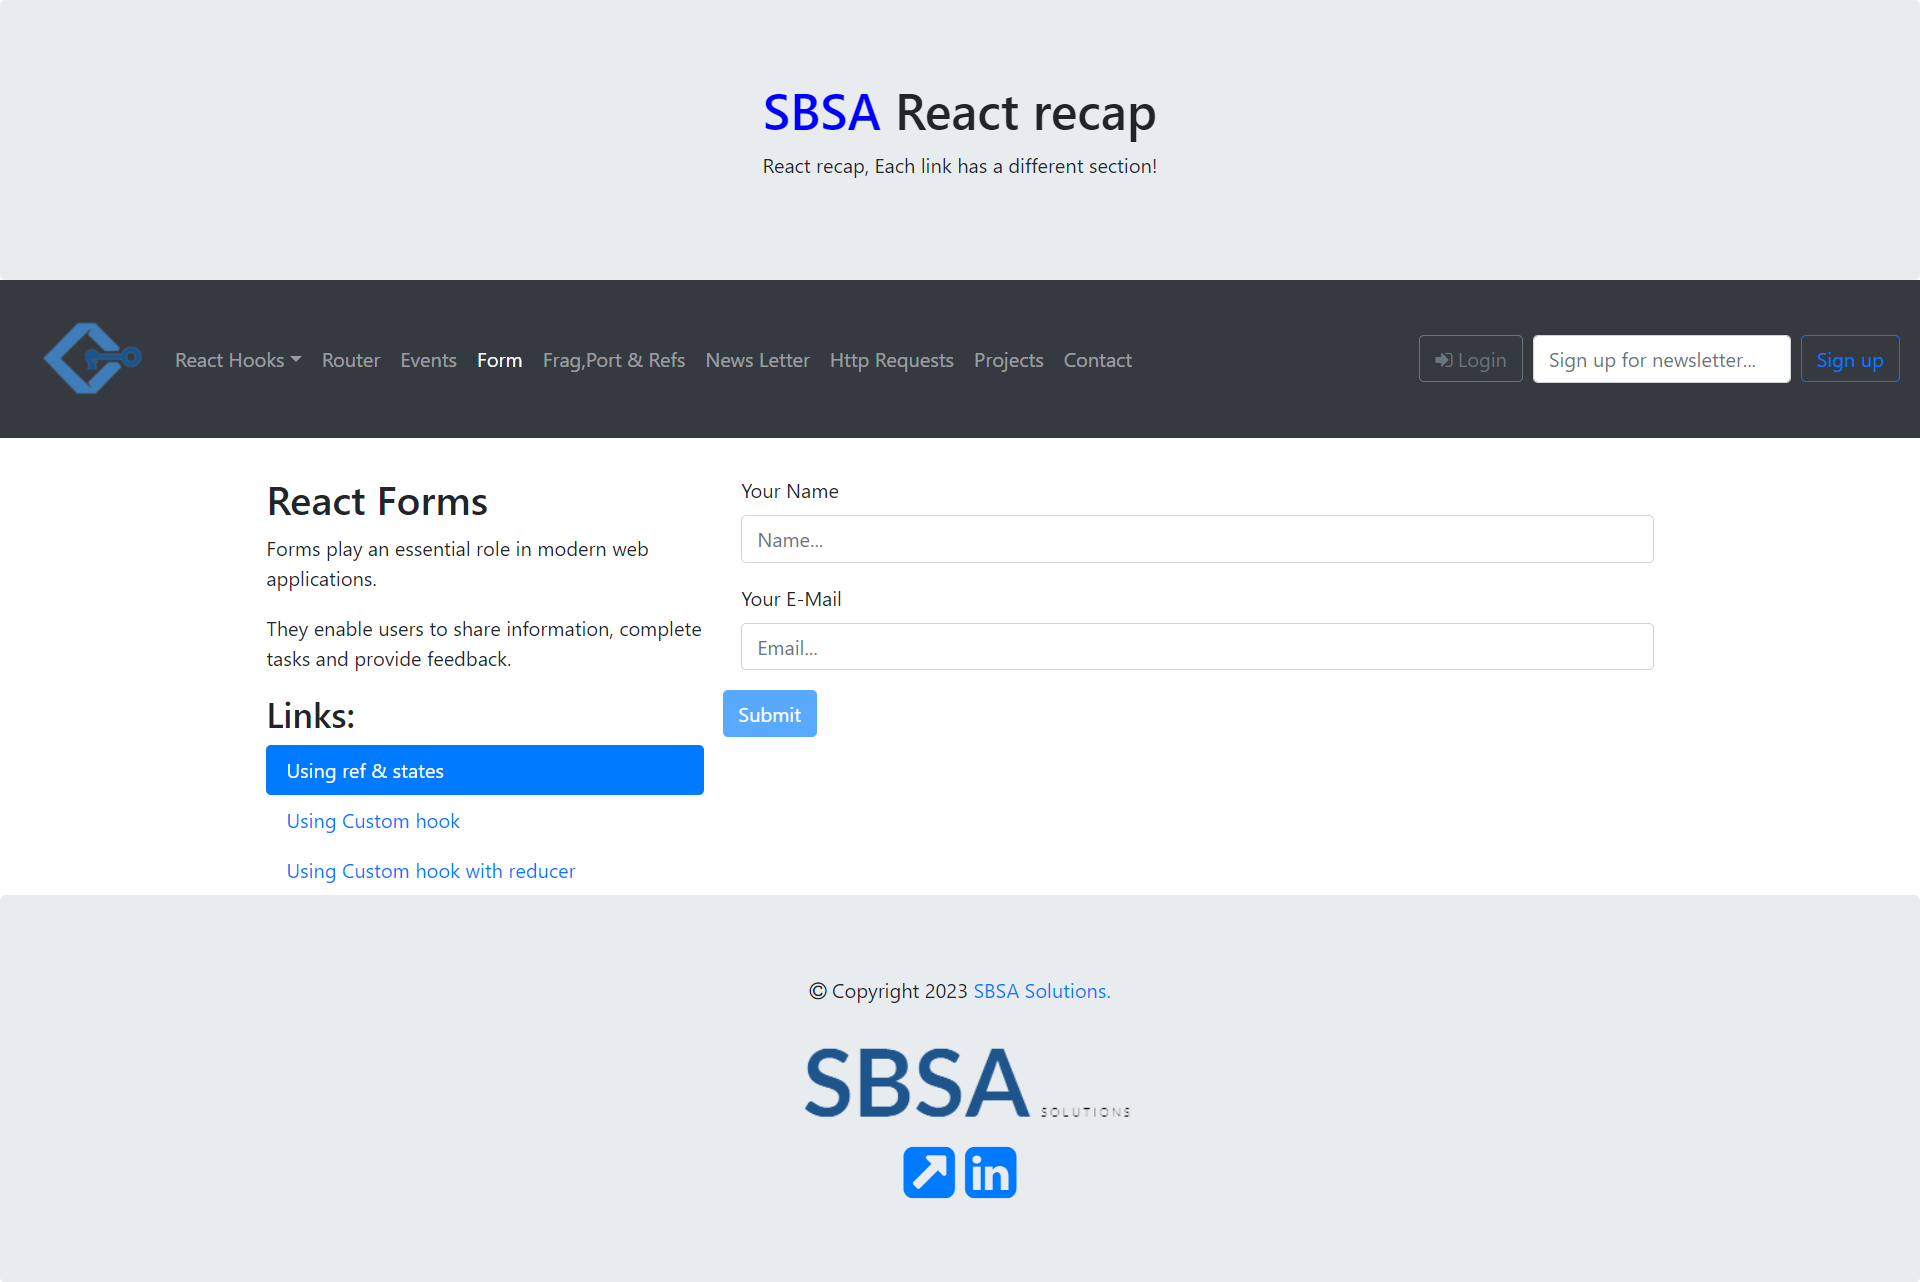 SBSA React recap
React recap, Each link has a different section!
React Hooks Router Events Form Frag,Port & Refs News Letter Http Requests Projects Contact Login Sign up for newsletter... Sign up
React Forms
Forms play an essential role in modern web
applications.
They enable users to share information, complete
tasks and provide feedback.
Links:
Using ref & states
Using Custom hook
Using Custom hook with reducer
Your Name
Name...
Your E-Mail
Email...
Submit
© Copyright 2023 SBSA Solutions.
SBSA SOLUTIONS
in